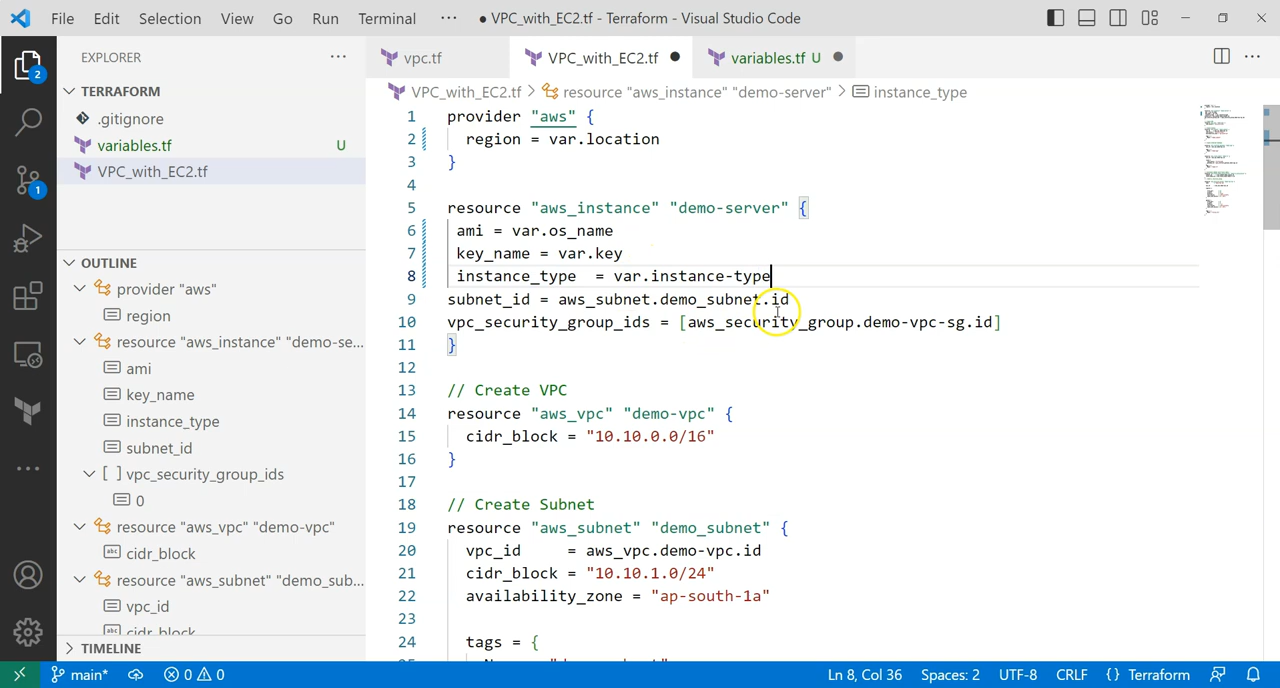 File Edit Selection View Go Run Terminal ··· ● VPC_with_EC2.tf - Terraform - Visual Studio Code
EXPLORER ···
TERRAFORM
.gitignore
variables.tf U
VPC_with_EC2.tf
OUTLINE
provider "aws"
region
resource "aws_instance" "demo-se...
ami
key_name
instance_type
subnet_id
[ ] vpc_security_group_ids
0
resource "aws_vpc" "demo-vpc"
cidr_block
resource "aws_subnet" "demo_sub...
vpc_id
cidr_block
TIMELINE
2
1
vpc.tf VPC_with_EC2.tf ● variables.tf U ●
VPC_with_EC2.tf > resource "aws_instance" "demo-server" > instance_type
1 provider "aws" {
2 region = var.location
3 }
4
5 resource "aws_instance" "demo-server" {
6 ami = var.os_name
7 key_name = var.key
8 instance_type  = var.instance-type
9 subnet_id = aws_subnet.demo_subnet.id
10 vpc_security_group_ids = [aws_security_group.demo-vpc-sg.id]
11 }
12
13 // Create VPC
14 resource "aws_vpc" "demo-vpc" {
15 cidr_block = "10.10.0.0/16"
16 }
17
18 // Create Subnet
19 resource "aws_subnet" "demo_subnet" {
20 vpc_id     = aws_vpc.demo-vpc.id
21 cidr_block = "10.10.1.0/24"
22 availability_zone = "ap-south-1a"
23
24 tags = {
main* 0 0 Ln 8, Col 36 Spaces: 2 UTF-8 CRLF {} Terraform